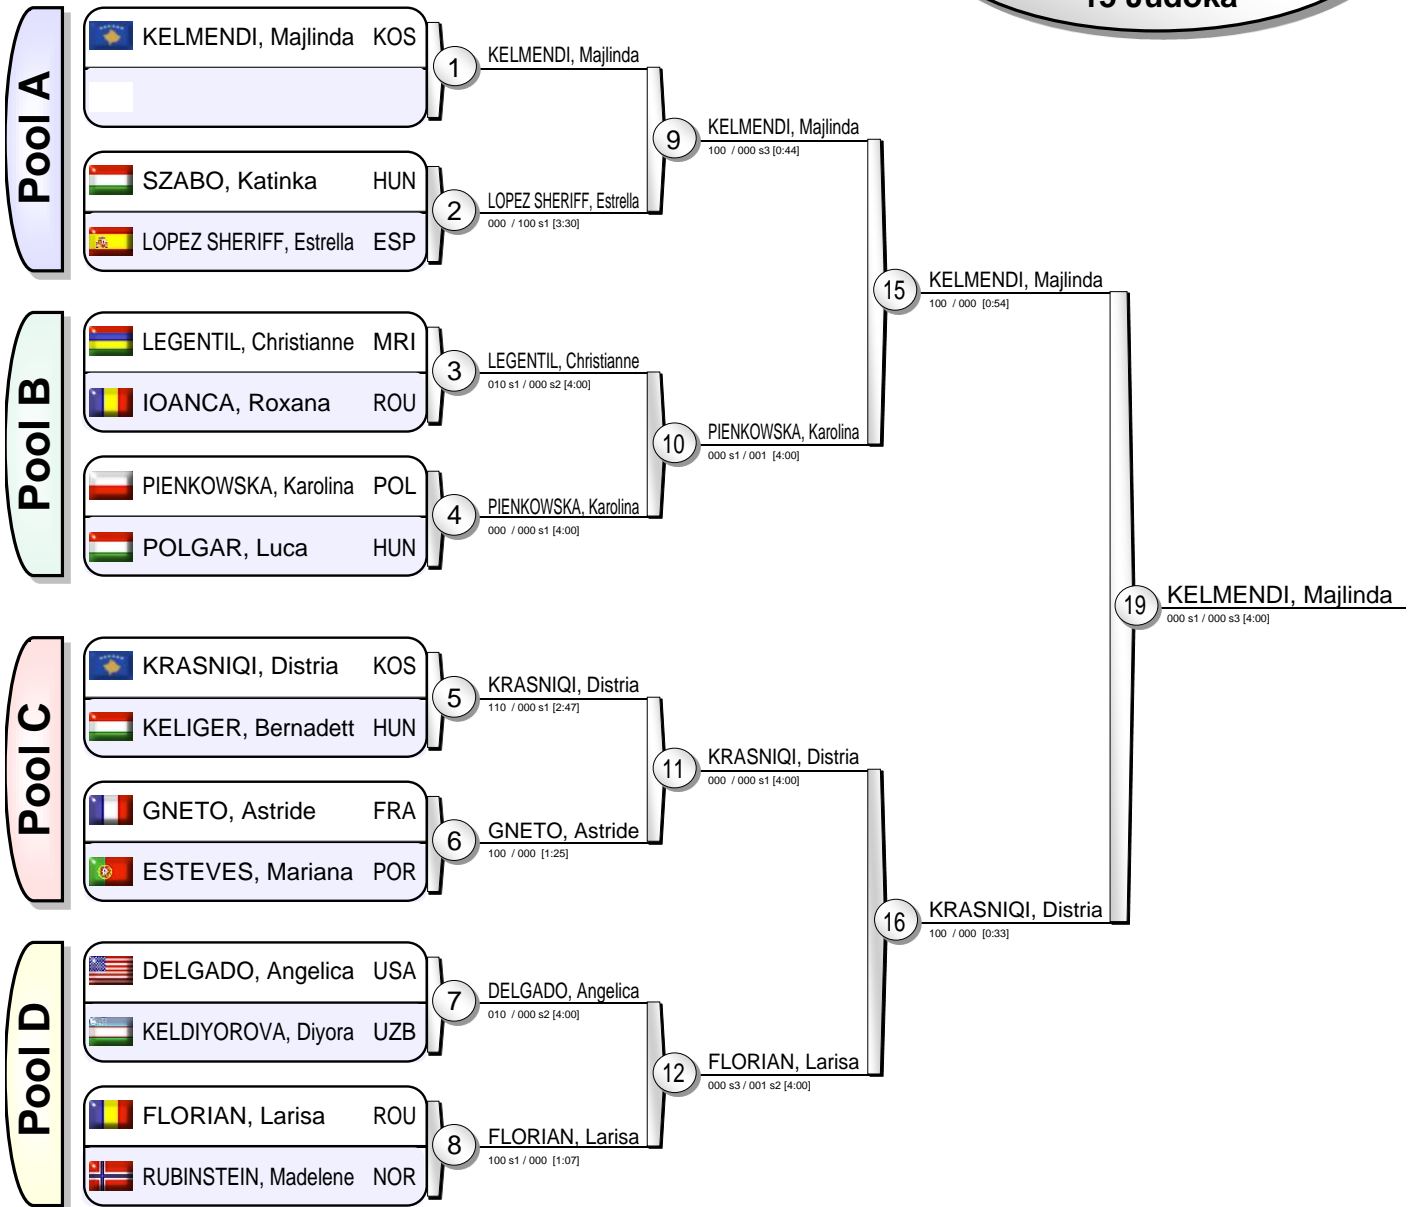 15 Judoka
Pool A
KELMENDI, Majlinda KOS
1
KELMENDI, Majlinda
SZABO, Katinka HUN
LOPEZ SHERIFF, Estrella ESP
2
LOPEZ SHERIFF, Estrella
000 / 100 s1 [3:30]
9
KELMENDI, Majlinda
100 / 000 s3 [0:44]
Pool B
LEGENTIL, Christianne MRI
IOANCA, Roxana ROU
3
LEGENTIL, Christianne
010 s1 / 000 s2 [4:00]
PIENKOWSKA, Karolina POL
POLGAR, Luca HUN
4
PIENKOWSKA, Karolina
000 / 000 s1 [4:00]
10
PIENKOWSKA, Karolina
000 s1 / 001 [4:00]
15
KELMENDI, Majlinda
100 / 000 [0:54]
Pool C
KRASNIQI, Distria KOS
KELIGER, Bernadett HUN
5
KRASNIQI, Distria
110 / 000 s1 [2:47]
GNETO, Astride FRA
ESTEVES, Mariana POR
6
GNETO, Astride
100 / 000 [1:25]
11
KRASNIQI, Distria
000 / 000 s1 [4:00]
Pool D
DELGADO, Angelica USA
KELDIYOROVA, Diyora UZB
7
DELGADO, Angelica
010 / 000 s2 [4:00]
FLORIAN, Larisa ROU
RUBINSTEIN, Madelene NOR
8
FLORIAN, Larisa
100 s1 / 000 [1:07]
12
FLORIAN, Larisa
000 s3 / 001 s2 [4:00]
16
KRASNIQI, Distria
100 / 000 [0:33]
19
KELMENDI, Majlinda
000 s1 / 000 s3 [4:00]